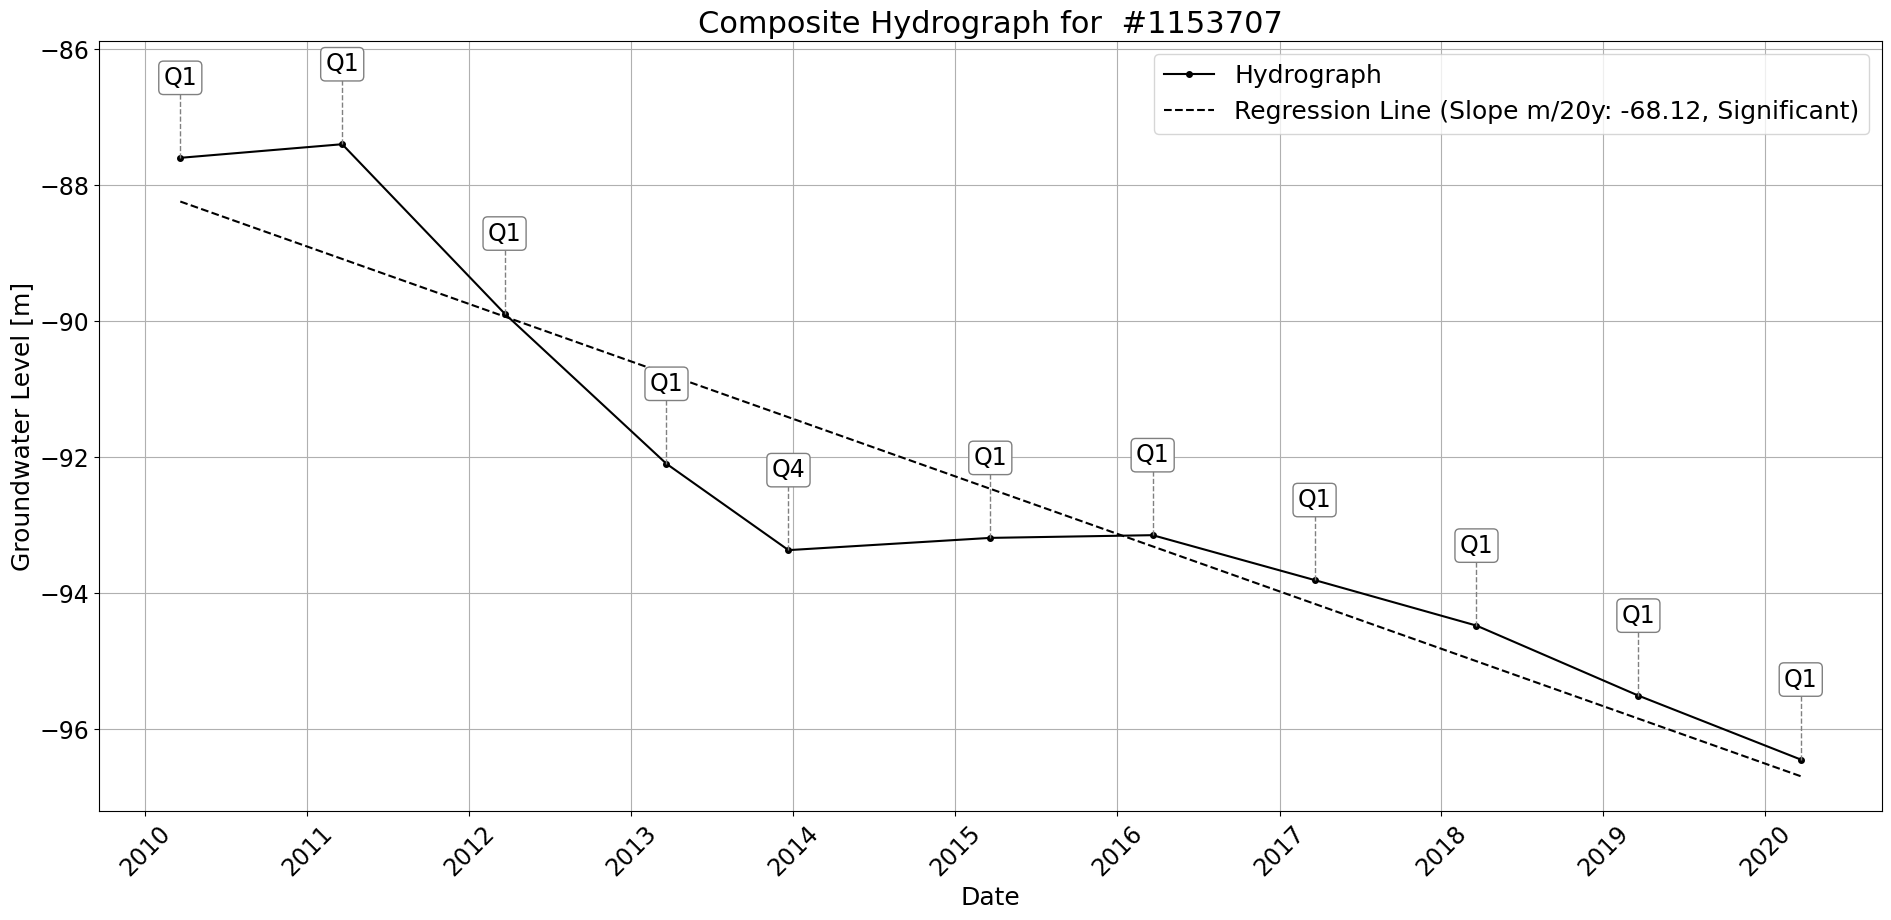 Composite Hydrograph for  #1153707
Hydrograph
Regression Line (Slope m/20y: -68.12, Significant)
Groundwater Level [m]
−86
−88
−90
−92
−94
−96
Q1
Q1
Q1
Q1
Q4
Q1
Q1
Q1
Q1
Q1
Q1
2010
2011
2012
2013
2014
2015
2016
2017
2018
2019
2020
Date